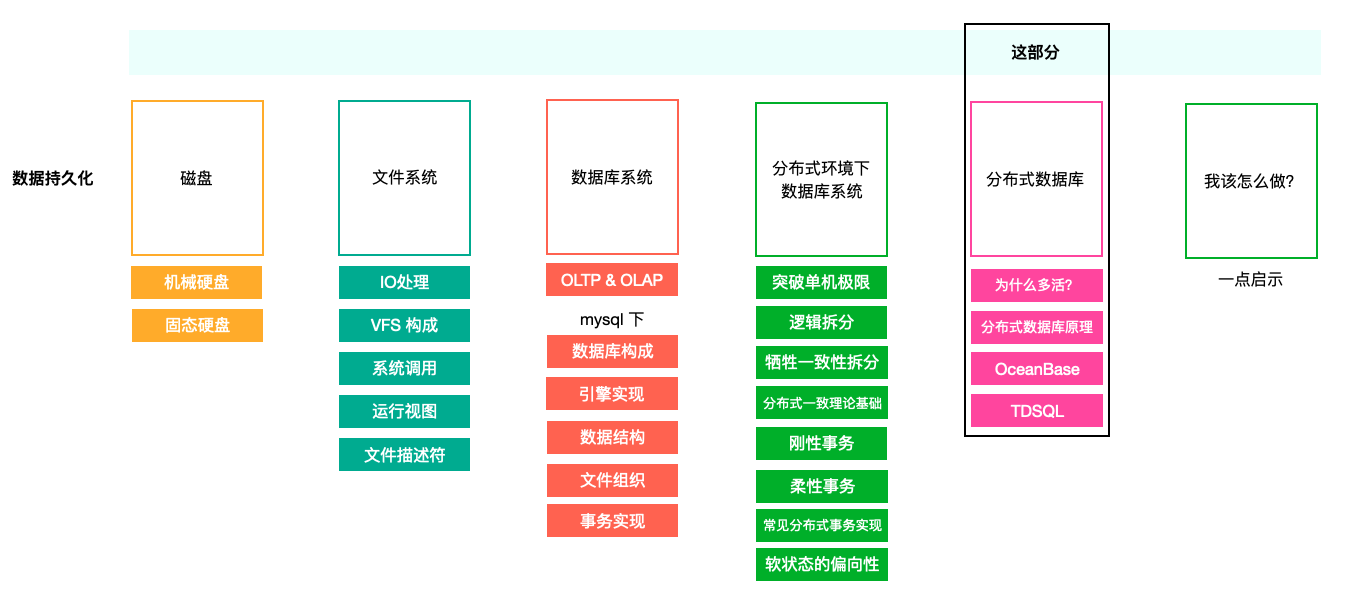 这部分
数据持久化
磁盘
机械硬盘
固态硬盘
文件系统
IO处理
VFS 构成
系统调用
运行视图
文件描述符
数据库系统
OLTP & OLAP
mysql 下
数据库构成
引擎实现
数据结构
文件组织
事务实现
分布式环境下
数据库系统
突破单机极限
逻辑拆分
牺牲一致性拆分
分布式一致理论基础
刚性事务
柔性事务
常见分布式事务实现
软状态的偏向性
分布式数据库
为什么多活?
分布式数据库原理
OceanBase
TDSQL
我该怎么做?
一点启示